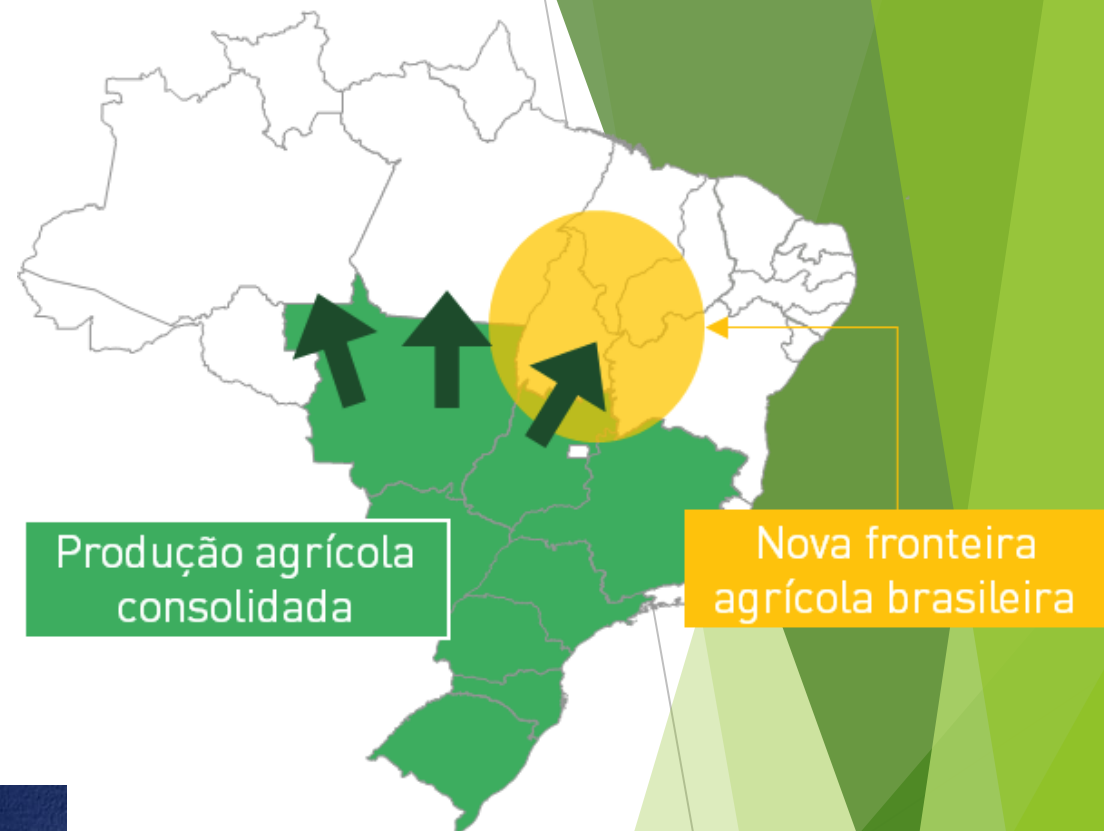 Produção agrícola
consolidada
Nova fronteira
agrícola brasileira